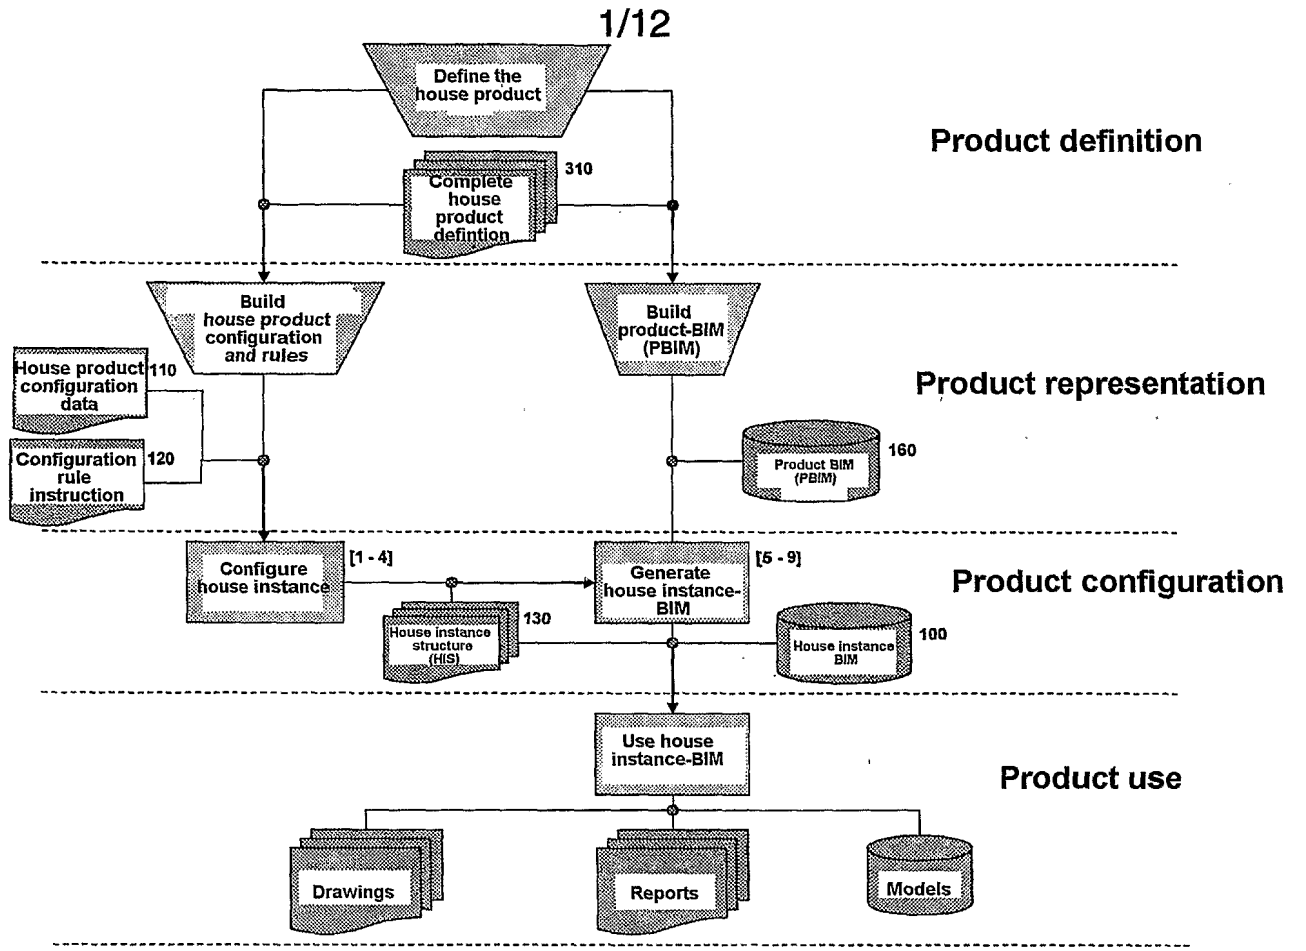 1/12
Define the
house product
Product definition
310
Complete
house
product
defintion
Build
house product
configuration
and rules
Build
product-BIM
(PBIM)
House product
configuration
data
110
Product representation
Configuration
rule
instruction
120
Product BIM
(PBIM)
160
Configure
house instance
[1 - 4]
Generate
house instance-
BIM
[5 - 9]
Product configuration
House instance
structure
(HIS)
130
House instance
BIM
100
Use house
instance-BIM
Product use
Drawings
Reports
Models